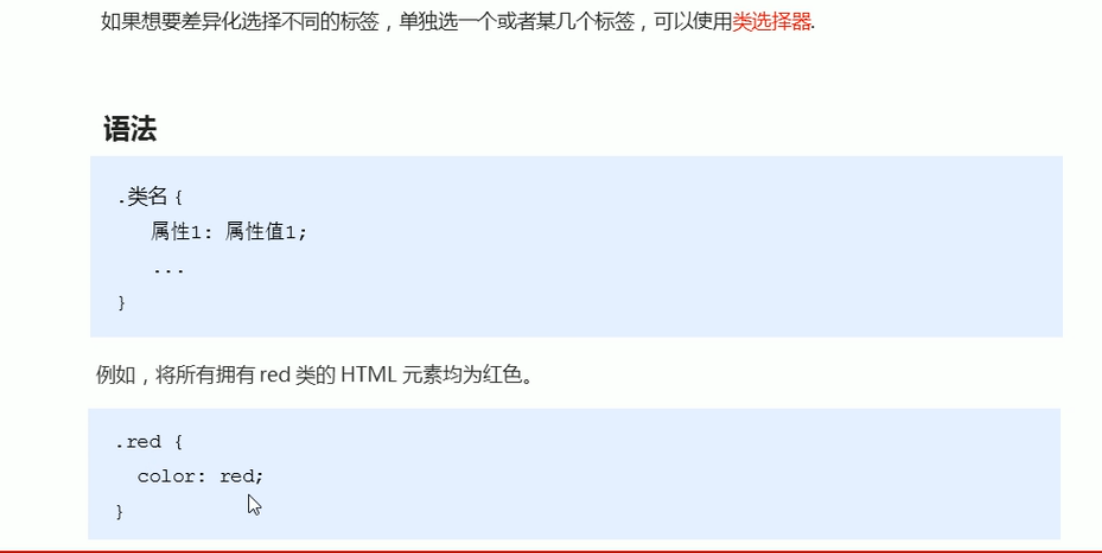 如果想要差异化选择不同的标签，单独选一个或者某几个标签，可以使用类选择器.
语法
.类名 {
属性1: 属性值1;
...
}
例如，将所有拥有 red 类的 HTML 元素均为红色。
.red {
color: red;
}